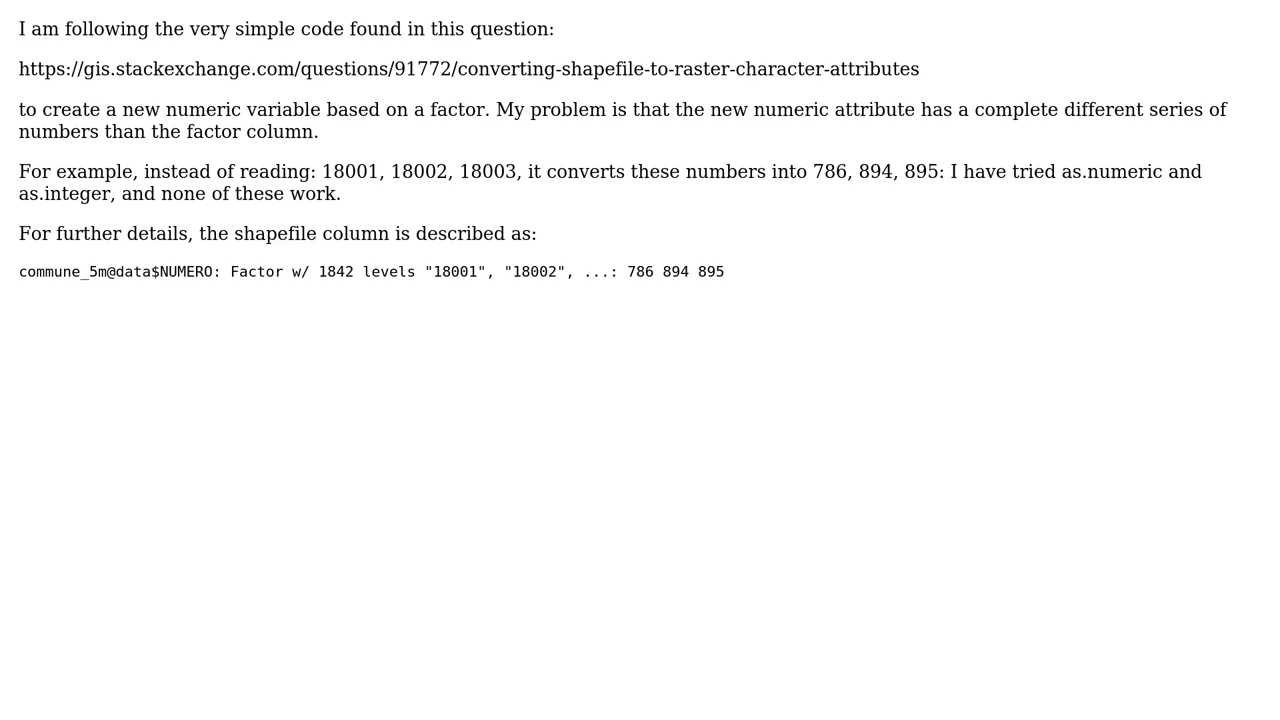 I am following the very simple code found in this question:
https://gis.stackexchange.com/questions/91772/converting-shapefile-to-raster-character-attributes
to create a new numeric variable based on a factor. My problem is that the new numeric attribute has a complete different series of
numbers than the factor column.
For example, instead of reading: 18001, 18002, 18003, it converts these numbers into 786, 894, 895: I have tried as.numeric and
as.integer, and none of these work.
For further details, the shapefile column is described as:
commune_5m@data$NUMERO: Factor w/ 1842 levels "18001", "18002", ...: 786 894 895